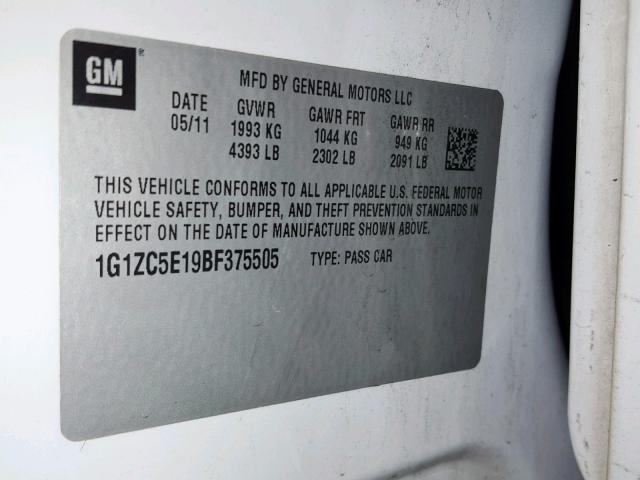 GM®
MFD BY GENERAL MOTORS LLC
DATE GVWR GAWR FRT GAWR RR
05/11 1993 KG 1044 KG 949 KG
4393 LB 2302 LB 2091 LB
THIS VEHICLE CONFORMS TO ALL APPLICABLE U.S. FEDERAL MOTOR
VEHICLE SAFETY, BUMPER, AND THEFT PREVENTION STANDARDS IN
EFFECT ON THE DATE OF MANUFACTURE SHOWN ABOVE.
1G1ZC5E19BF375505 TYPE: PASS CAR